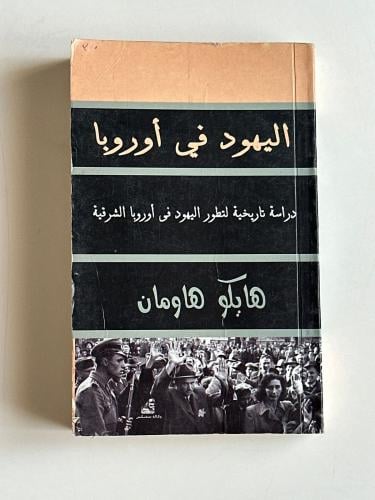 اليهود في أوروبا
دراسة تاريخية لتطور اليهود فى أوروبا الشرقية
هايكو هاومان